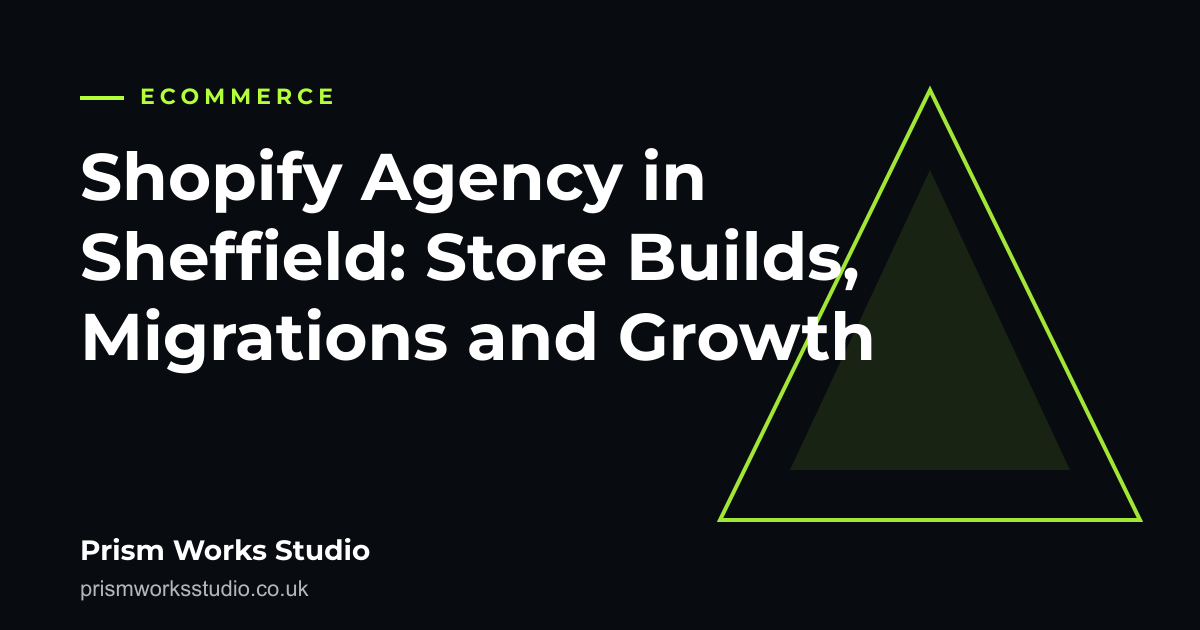 ECOMMERCE
Shopify Agency in
Sheffield: Store Builds,
Migrations and Growth
Prism Works Studio
prismworksstudio.co.uk